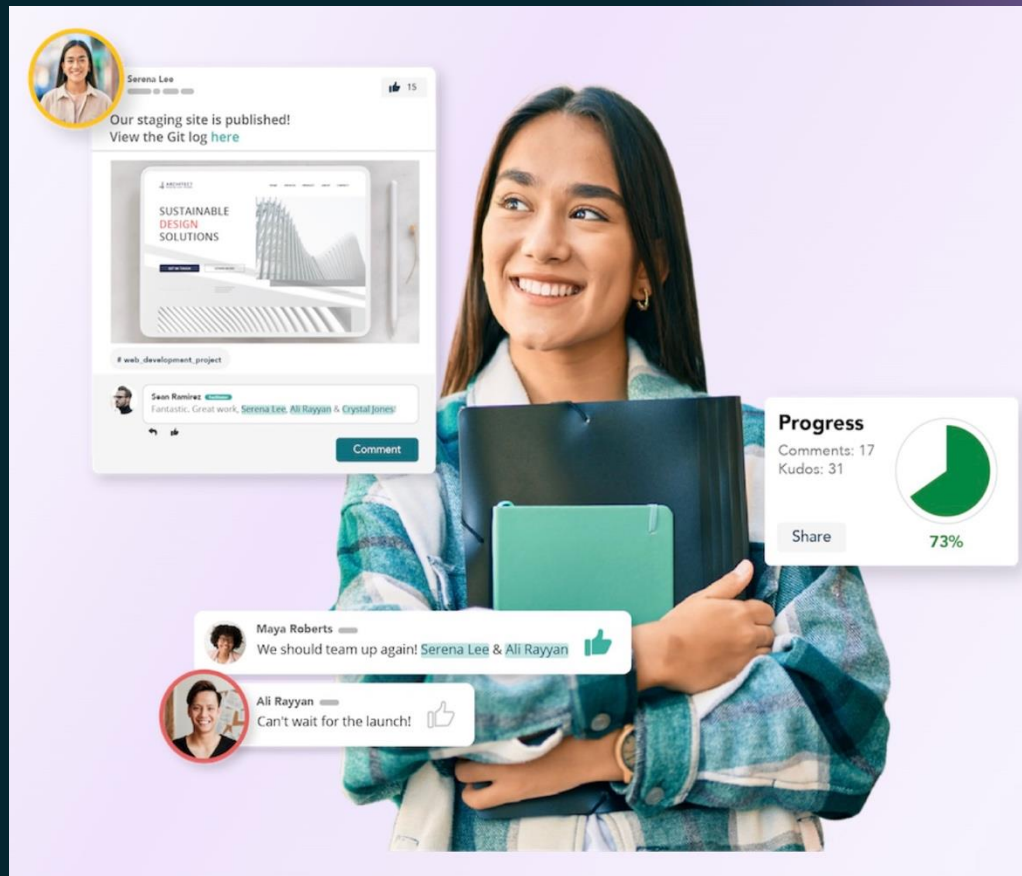 Serena Lee
15
Our staging site is published!
View the Git log here
ARCHITECT
SUSTAINABLE
DESIGN
SOLUTIONS
# web_development_project
Sean Ramirez
Fantastic. Great work, Serena Lee, Ali Rayyan & Crystal Jones!
Comment
Progress
Comments: 17
Kudos: 31
Share
73%
Maya Roberts
We should team up again! Serena Lee & Ali Rayyan
Ali Rayyan
Can't wait for the launch!